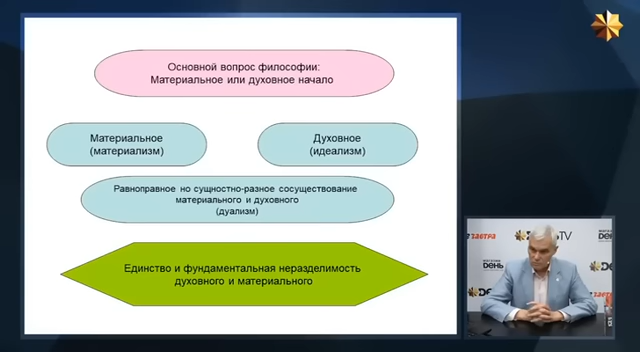 Основной вопрос философии:
Материальное или духовное начало
Материальное
(материализм)
Духовное
(идеализм)
Равноправное но сущностно-разное сосуществование
материального и духовного
(дуализм)
Единство и фундаментальная неразделимость
духовного и материального
ЗАВТРА
TV
ДЕНЬ